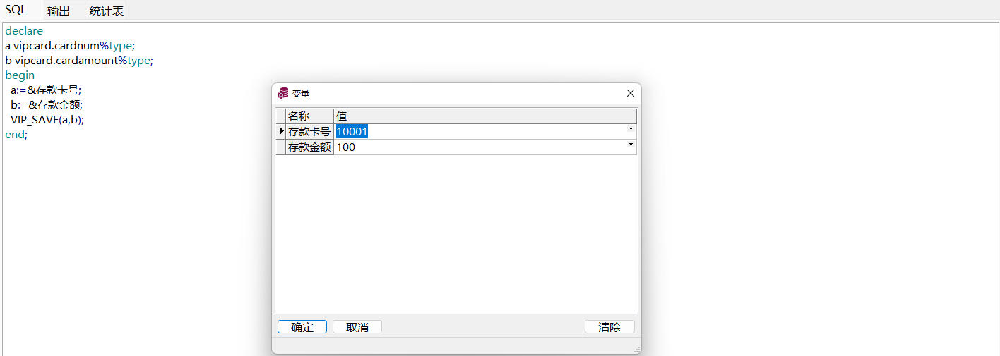 SQL 输出 统计表
declare
a vipcard.cardnum%type;
b vipcard.cardamount%type;
begin
a:=&存款卡号;
b:=&存款金额;
VIP_SAVE(a,b);
end;
变量
名称 值
存款卡号 10001
存款金额 100
确定 取消 清除